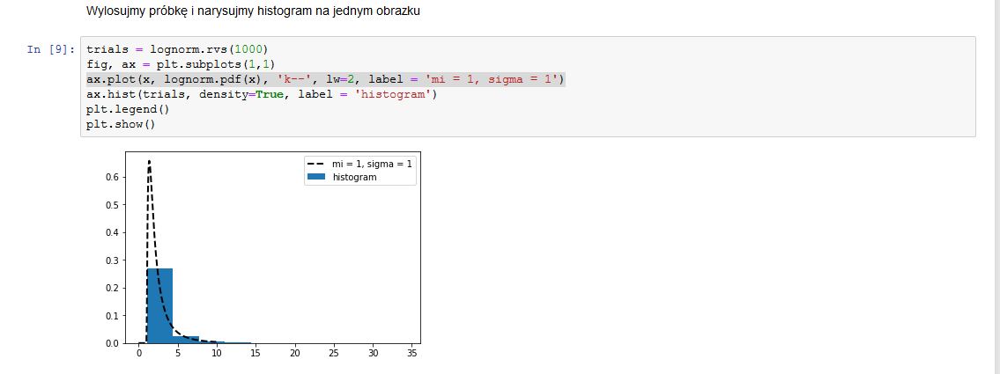 Wylosujmy próbkę i narysujmy histogram na jednym obrazku
In [9]:
trials = lognorm.rvs(1000)
fig, ax = plt.subplots(1,1)
ax.plot(x, lognorm.pdf(x), 'k--', lw=2, label = 'mi = 1, sigma = 1')
ax.hist(trials, density=True, label = 'histogram')
plt.legend()
plt.show()
mi = 1, sigma = 1
histogram
0.6
0.5
0.4
0.3
0.2
0.1
0.0
0 5 10 15 20 25 30 35